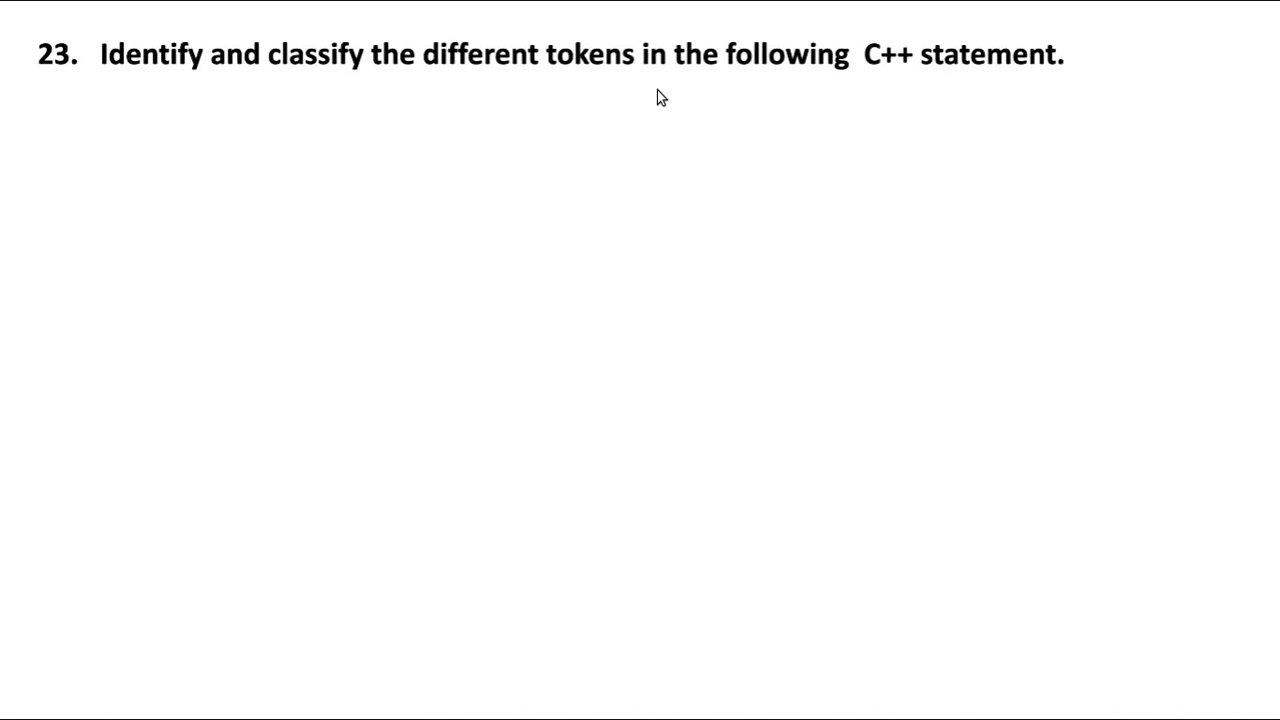 23. Identify and classify the different tokens in the following C++ statement.